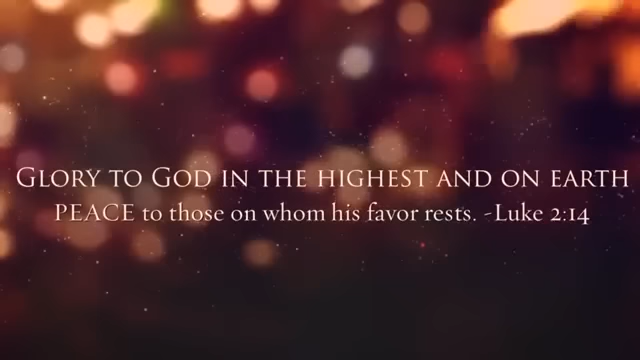 Glory to God in the highest and on earth
PEACE to those on whom his favor rests. -Luke 2:14